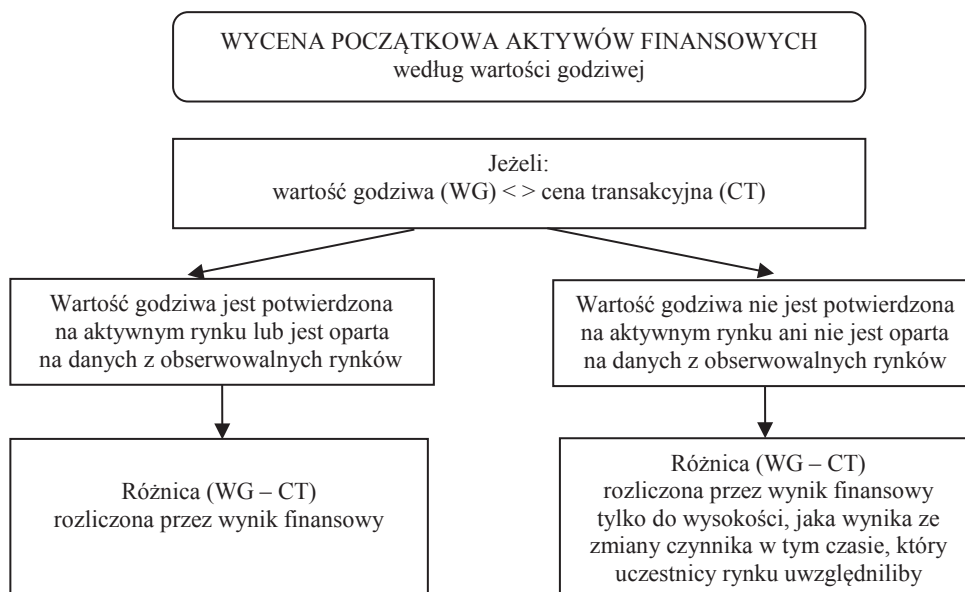 WYCENA POCZĄTKOWA AKTYWÓW FINANSOWYCH
według wartości godziwej
Jeżeli:
wartość godziwa (WG) < > cena transakcyjna (CT)
Wartość godziwa jest potwierdzona
na aktywnym rynku lub jest oparta
na danych z obserwowalnych rynków
Wartość godziwa nie jest potwierdzona
na aktywnym rynku ani nie jest oparta
na danych z obserwowalnych rynków
Różnica (WG – CT)
rozliczona przez wynik finansowy
Różnica (WG – CT)
rozliczona przez wynik finansowy
tylko do wysokości, jaka wynika ze
zmiany czynnika w tym czasie, który
uczestnicy rynku uwzględniliby